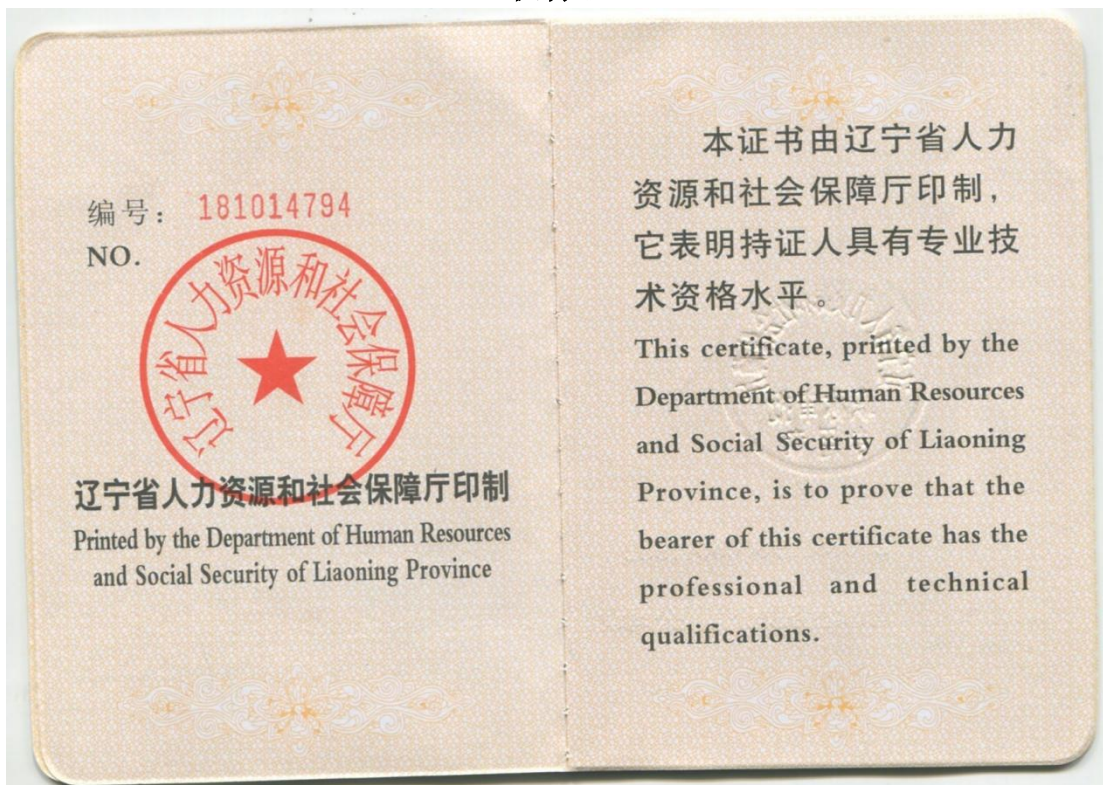 编号: 181014794
NO.
辽宁省人力资源和社会保障厅
辽宁省人力资源和社会保障厅印制
Printed by the Department of Human Resources
and Social Security of Liaoning Province
本证书由辽宁省人力
资源和社会保障厅印制，
它表明持证人具有专业技
术资格水平。
This certificate, printed by the
Department of Human Resources
and Social Security of Liaoning
Province, is to prove that the
bearer of this certificate has the
professional and technical
qualifications.